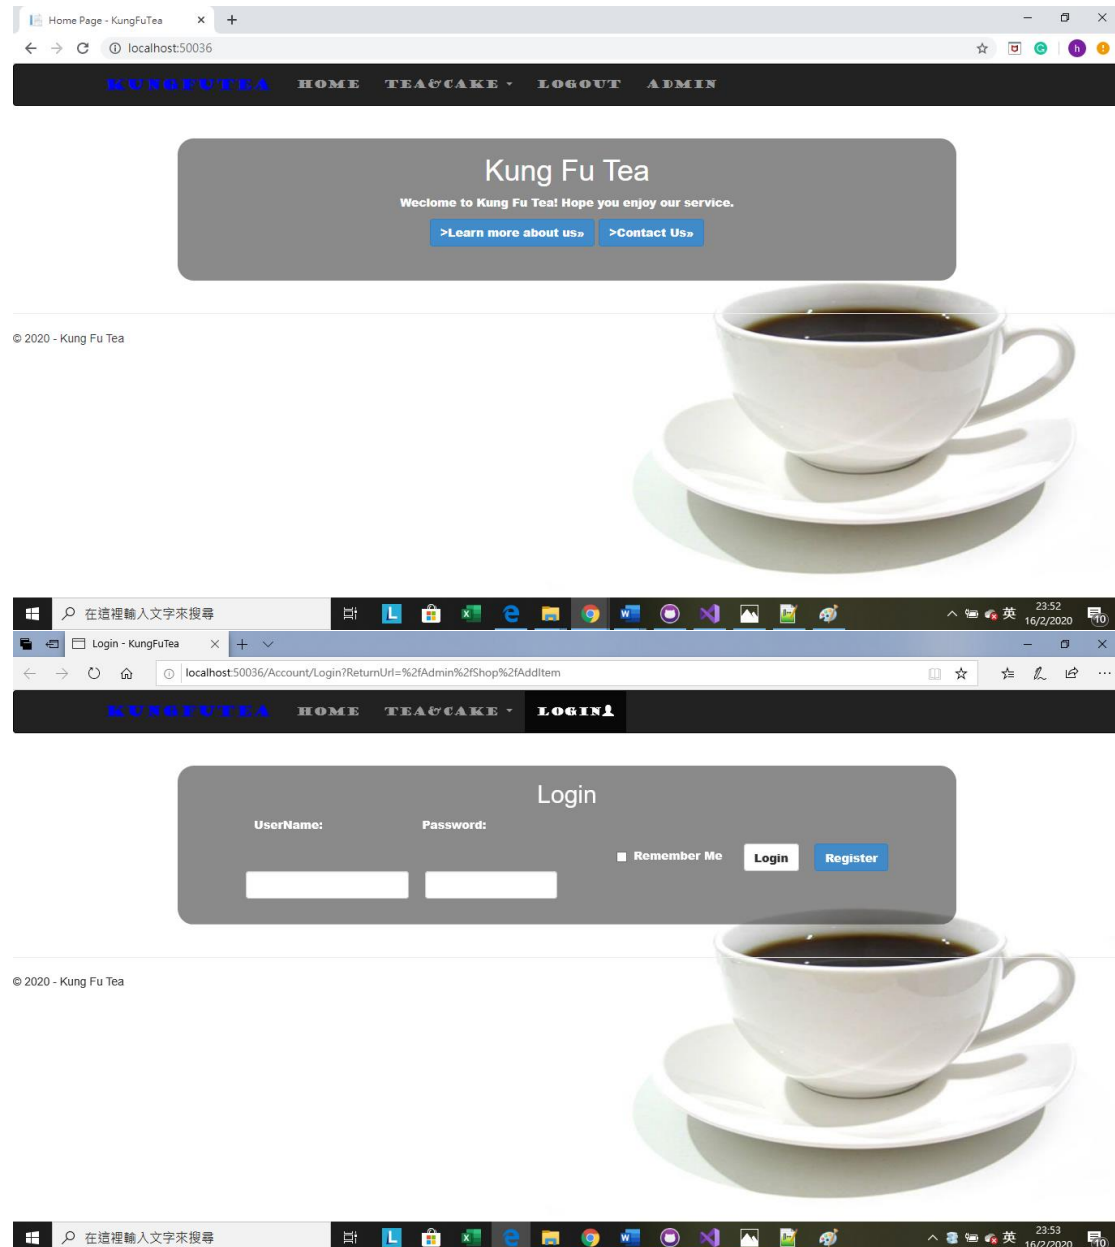 Home Page - KungFuTea
localhost:50036
KUNGFUTEA HOME TEA&CAKE LOGOUT ADMIN
Kung Fu Tea
Weclome to Kung Fu Tea! Hope you enjoy our service.
>Learn more about us» >Contact Us»
© 2020 - Kung Fu Tea
在這裡輸入文字來搜尋
英 23:52
16/2/2020
Login - KungFuTea
localhost:50036/Account/Login?ReturnUrl=%2fAdmin%2fShop%2fAddItem
KUNGFUTEA HOME TEA&CAKE LOGIN
Login
UserName: Password:
Remember Me Login Register
© 2020 - Kung Fu Tea
在這裡輸入文字來搜尋
英 23:53
16/2/2020